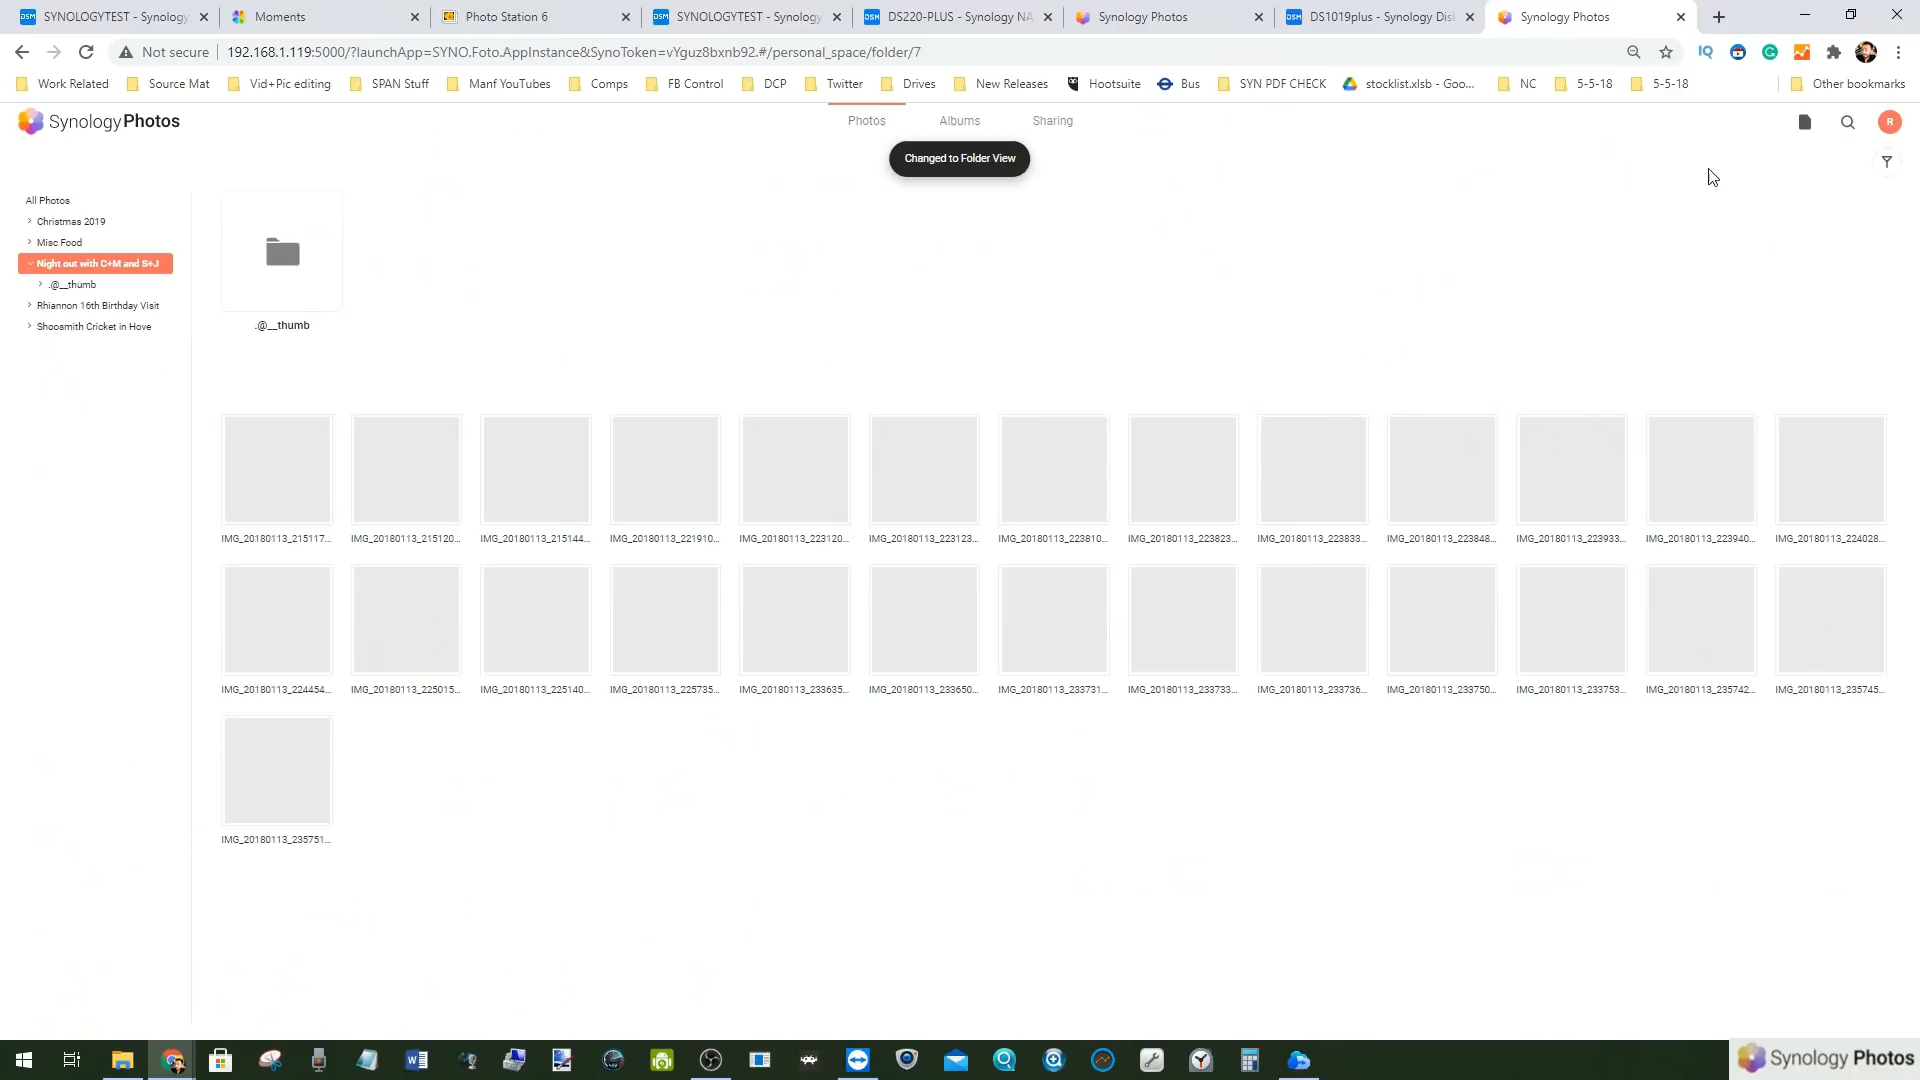 SYNOLOGYTEST - Synology
Moments
Photo Station 6
SYNOLOGYTEST - Synology
DS220-PLUS - Synology NA
Synology Photos
DS1019plus - Synology Dis
Synology Photos
Not secure
192.168.1.119:5000/?launchApp=SYNO.Foto.AppInstance&SynoToken=vYguz8bxnb92.#/personal_space/folder/7
Work Related
Source Mat
Vid+Pic editing
SPAN Stuff
Manf YouTubes
Comps
FB Control
DCP
Twitter
Drives
New Releases
Hootsuite
Bus
SYN PDF CHECK
stocklist.xlsb - Goo...
NC
5-5-18
5-5-18
Other bookmarks
SynologyPhotos
Photos
Albums
Sharing
R
Changed to Folder View
All Photos
Christmas 2019
Misc Food
Night out with C+M and S+J
.@__thumb
Rhiannon 16th Birthday Visit
Shoosmith Cricket in Hove
.@__thumb
IMG_20180113_215117...
IMG_20180113_215120...
IMG_20180113_215144...
IMG_20180113_221910...
IMG_20180113_223120...
IMG_20180113_223123...
IMG_20180113_223810...
IMG_20180113_223823...
IMG_20180113_223833...
IMG_20180113_223848...
IMG_20180113_223933...
IMG_20180113_223940...
IMG_20180113_224028...
IMG_20180113_224454...
IMG_20180113_225015...
IMG_20180113_225140...
IMG_20180113_225735...
IMG_20180113_233635...
IMG_20180113_233650...
IMG_20180113_233731...
IMG_20180113_233733...
IMG_20180113_233736...
IMG_20180113_233750...
IMG_20180113_233753...
IMG_20180113_235742...
IMG_20180113_235745...
IMG_20180113_235751...
Synology Photos